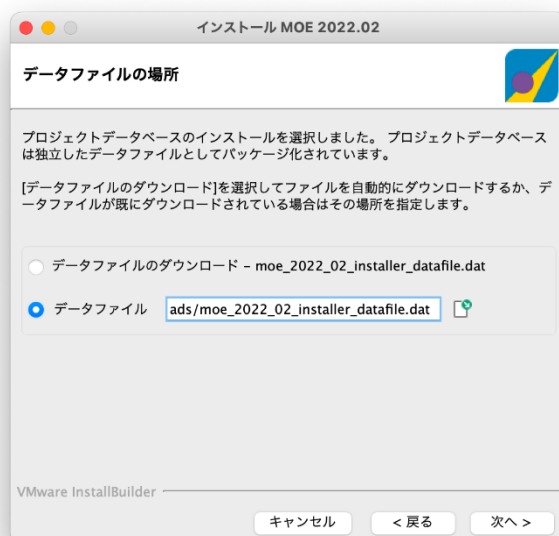 インストール MOE 2022.02
データファイルの場所
プロジェクトデータベースのインストールを選択しました。 プロジェクトデータベース
は独立したデータファイルとしてパッケージ化されています。
[データファイルのダウンロード]を選択してファイルを自動的にダウンロードするか、デ
ータファイルが既にダウンロードされている場合はその場所を指定します。
データファイルのダウンロード – moe_2022_02_installer_datafile.dat
データファイル ads/moe_2022_02_installer_datafile.dat
VMware InstallBuilder
キャンセル < 戻る 次へ >